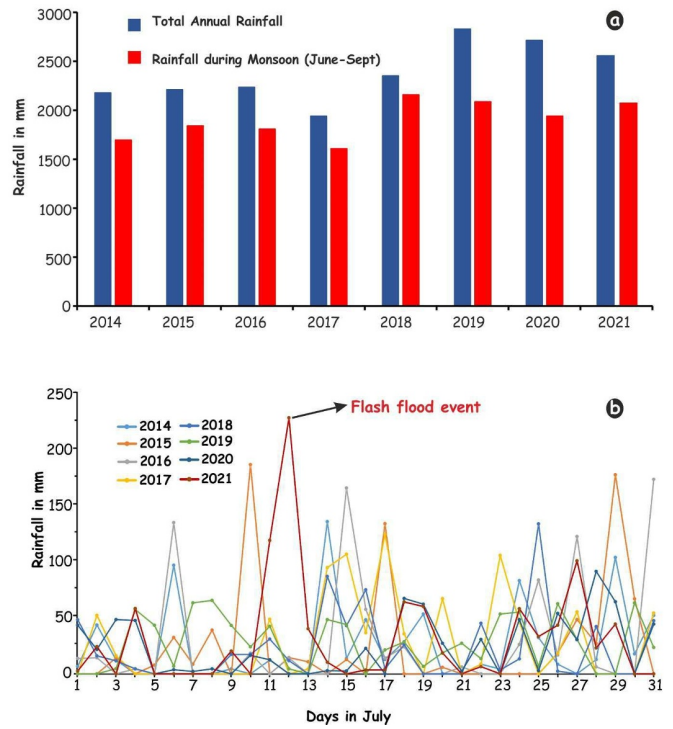 3000
2500
2000
1500
1000
500
0
Rainfall in mm
Total Annual Rainfall
Rainfall during Monsoon (June-Sept)
a
2014 2015 2016 2017 2018 2019 2020 2021
250
200
150
100
50
0
Rainfall in mm
Flash flood event
b
2014 2018
2015 2019
2016 2020
2017 2021
1 3 5 7 9 11 13 15 17 19 21 23 25 27 29 31
Days in July